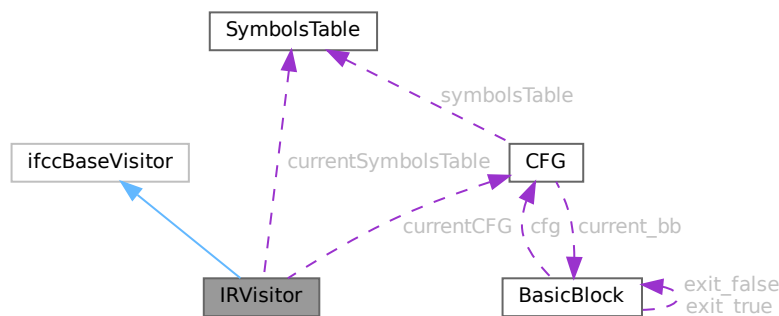 SymbolsTable
symbolsTable
ifccBaseVisitor
currentSymbolsTable
CFG
currentCFG
cfg
current_bb
IRVisitor
BasicBlock
exit_false
exit_true